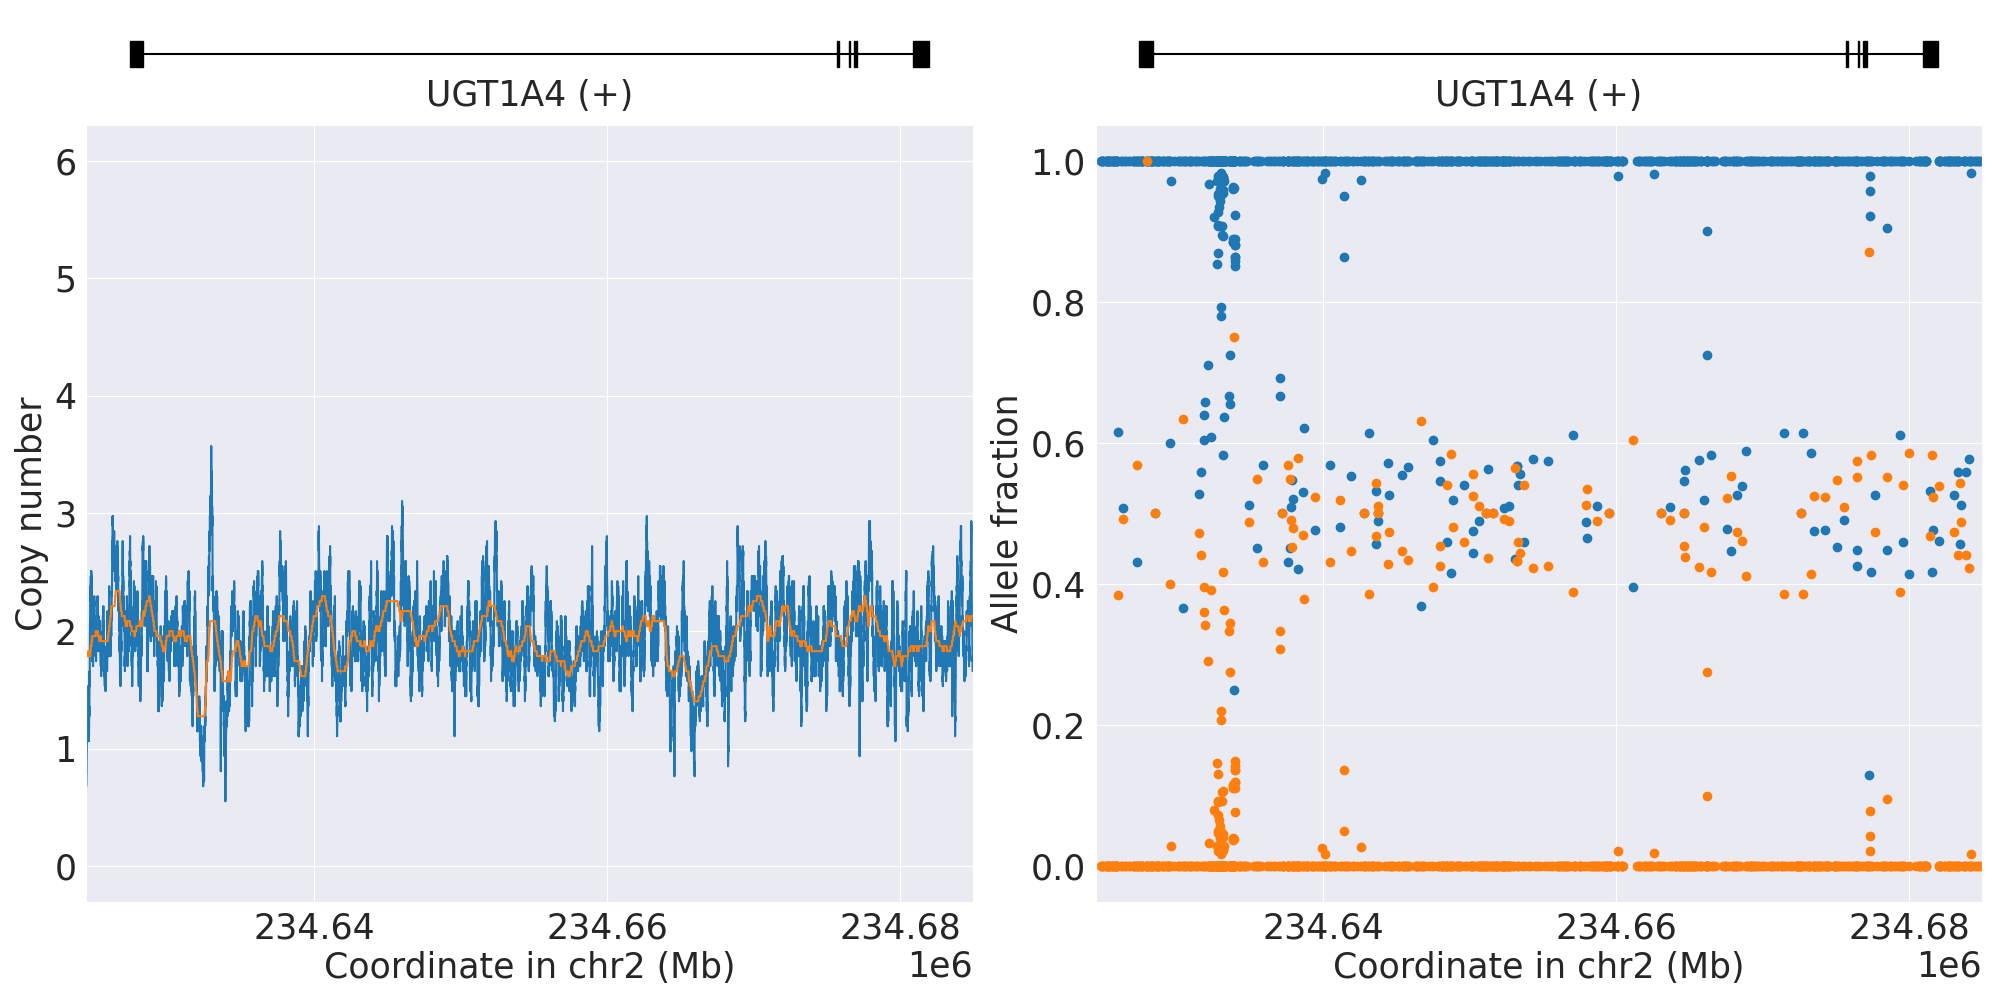 UGT1A4 (+)
6
5
4
3
2
1
0
Copy number
234.64
234.66
234.68
Coordinate in chr2 (Mb)
1e6
UGT1A4 (+)
1.0
0.8
0.6
0.4
0.2
0.0
Allele fraction
234.64
234.66
234.68
Coordinate in chr2 (Mb)
1e6